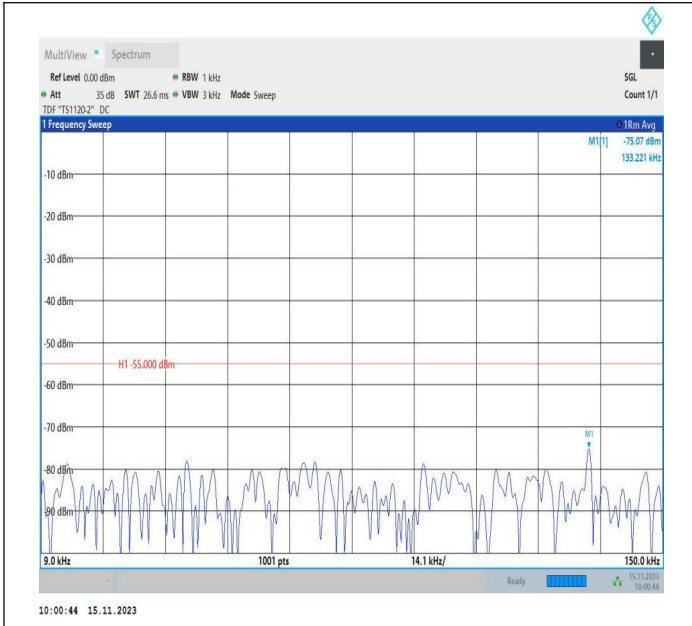 MultiView Spectrum
Ref Level 0.00 dBm RBW 1 kHz SGL
Att 35 dB SWT 26.6 ms VBW 3 kHz Mode Sweep Count 1/1
TDF "TS1120-2" DC
1 Frequency Sweep 1Rm Avg
M1[1] -75.07 dBm
133.221 kHz
-10 dBm
-20 dBm
-30 dBm
-40 dBm
-50 dBm
H1 -55.000 dBm
-60 dBm
-70 dBm
M1
-80 dBm
-90 dBm
9.0 kHz 1001 pts 14.1 kHz/ 150.0 kHz
Ready 15.11.2023
10:00:44
10:00:44 15.11.2023